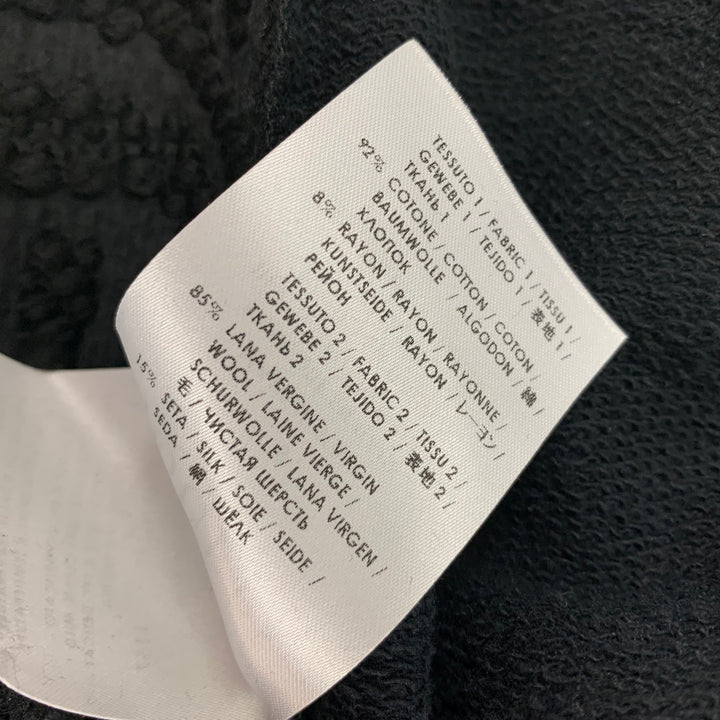 TESSUTO 1 / FABRIC 1 / TISSU 1 /
GEWEBE 1 / TEJIDO 1 / 表地 1 /
ТКАНЬ 1
92% COTONE / COTTON / COTON /
BAUMWOLLE / ALGODON / 綿 /
ХЛОПОК
8% RAYON / RAYON / RAYONNE /
KUNSTSEIDE / RAYON / レーヨン /
РЕЙОН
TESSUTO 2 / FABRIC 2 / TISSU 2 /
GEWEBE 2 / TEJIDO 2 / 表地 2 /
ТКАНЬ 2
85% LANA VERGINE / VIRGIN
WOOL / LAINE VIERGE /
SCHURWOLLE / LANA VIRGEN /
毛 / ЧИСТАЯ ШЕРСТЬ
15% SETA / SILK / SOIE / SEIDE /
SEDA / 絹 / ШЁЛК